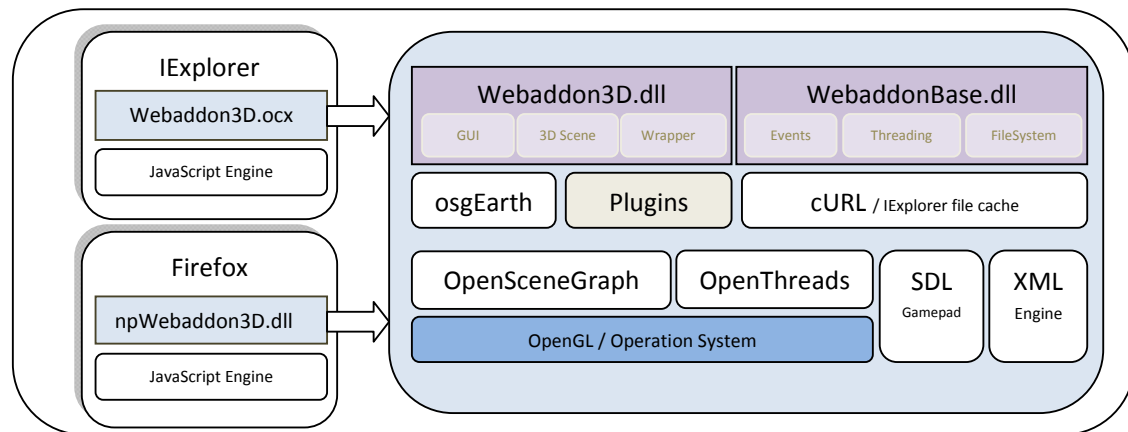 IExplorer
Webaddon3D.ocx
JavaScript Engine
Firefox
npWebaddon3D.dll
JavaScript Engine
Webaddon3D.dll
GUI
3D Scene
Wrapper
WebaddonBase.dll
Events
Threading
FileSystem
osgEarth
Plugins
cURL / IExplorer file cache
OpenSceneGraph
OpenThreads
OpenGL / Operation System
SDL
Gamepad
XML
Engine